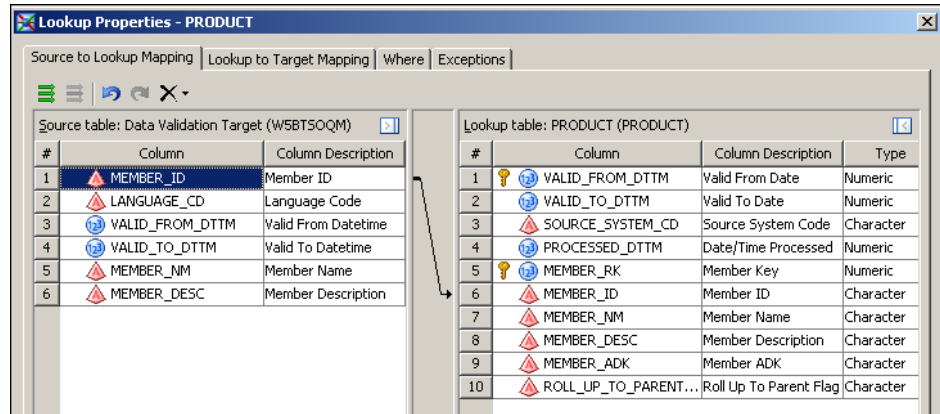 Lookup Properties - PRODUCT
Source to Lookup Mapping Lookup to Target Mapping Where Exceptions
Source table: Data Validation Target (W5BTSOQM) Lookup table: PRODUCT (PRODUCT)
# Column Column Description # Column Column Description Type
1 MEMBER_ID Member ID 1 VALID_FROM_DTTM Valid From Date Numeric
2 LANGUAGE_CD Language Code 2 VALID_TO_DTTM Valid To Date Numeric
3 VALID_FROM_DTTM Valid From Datetime 3 SOURCE_SYSTEM_CD Source System Code Character
4 VALID_TO_DTTM Valid To Datetime 4 PROCESSED_DTTM Date/Time Processed Numeric
5 MEMBER_NM Member Name 5 MEMBER_RK Member Key Numeric
6 MEMBER_DESC Member Description 6 MEMBER_ID Member ID Character
7 MEMBER_NM Member Name Character
8 MEMBER_DESC Member Description Character
9 MEMBER_ADK Member ADK Character
10 ROLL_UP_TO_PARENT... Roll Up To Parent Flag Character